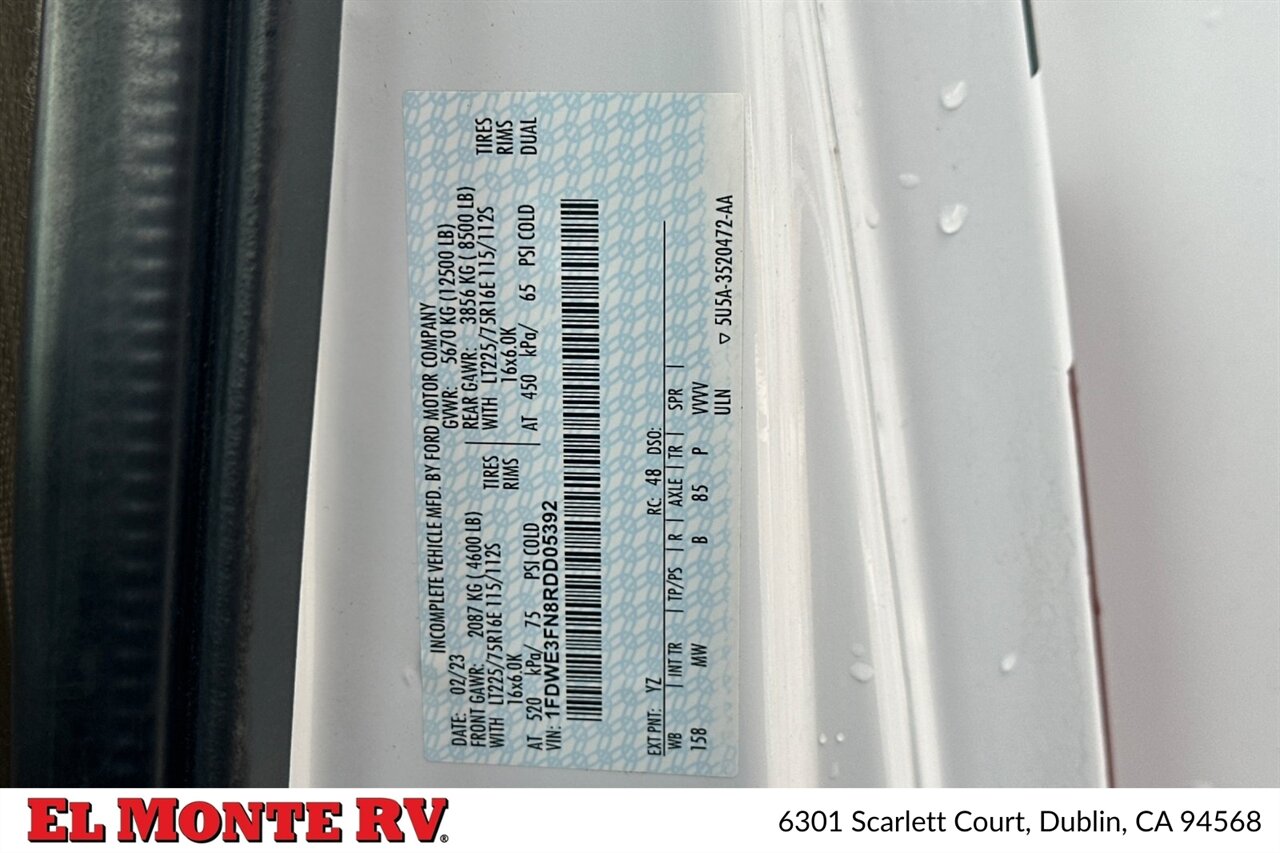 INCOMPLETE VEHICLE MFD. BY FORD MOTOR COMPANY
DATE: 02/23 GVWR: 5670 KG (12500 LB)
FRONT GAWR: 2087 KG ( 4600 LB) REAR GAWR: 3856 KG ( 8500 LB)
WITH LT225/75R16E 115/112S TIRES WITH LT225/75R16E 115/112S TIRES
16x6.0K RIMS 16x6.0K RIMS
AT 520 kPa/ 75 PSI COLD AT 450 kPa/ 65 PSI COLD DUAL
VIN: 1FDWE3FN8RDD05392
EXT PNT: YZ RC: 48 DSO:
WB | INT TR | TP/PS | R | AXLE | TR | SPR |
158 MW B 85 P VVV
ULN ▽ 5U5A-3520472-AA
EL MONTE RV®
6301 Scarlett Court, Dublin, CA 94568